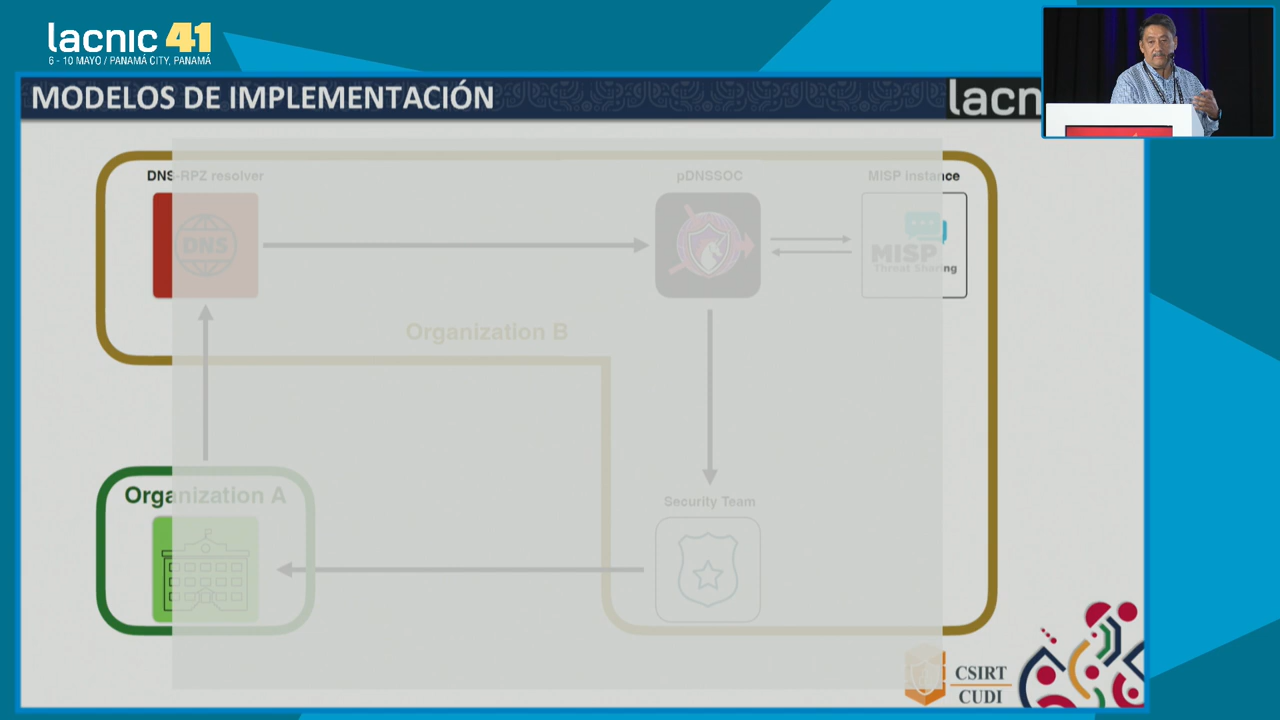 lacnic 41
6 - 10 MAYO / PANAMÁ CITY, PANAMÁ
MODELOS DE IMPLEMENTACIÓN
lacn
DNS-RPZ resolver
pDNSSOC
MISP instance
DNS
MISP
Threat Sharing
Organization B
Organization A
Security Team
CSIRT
CUDI